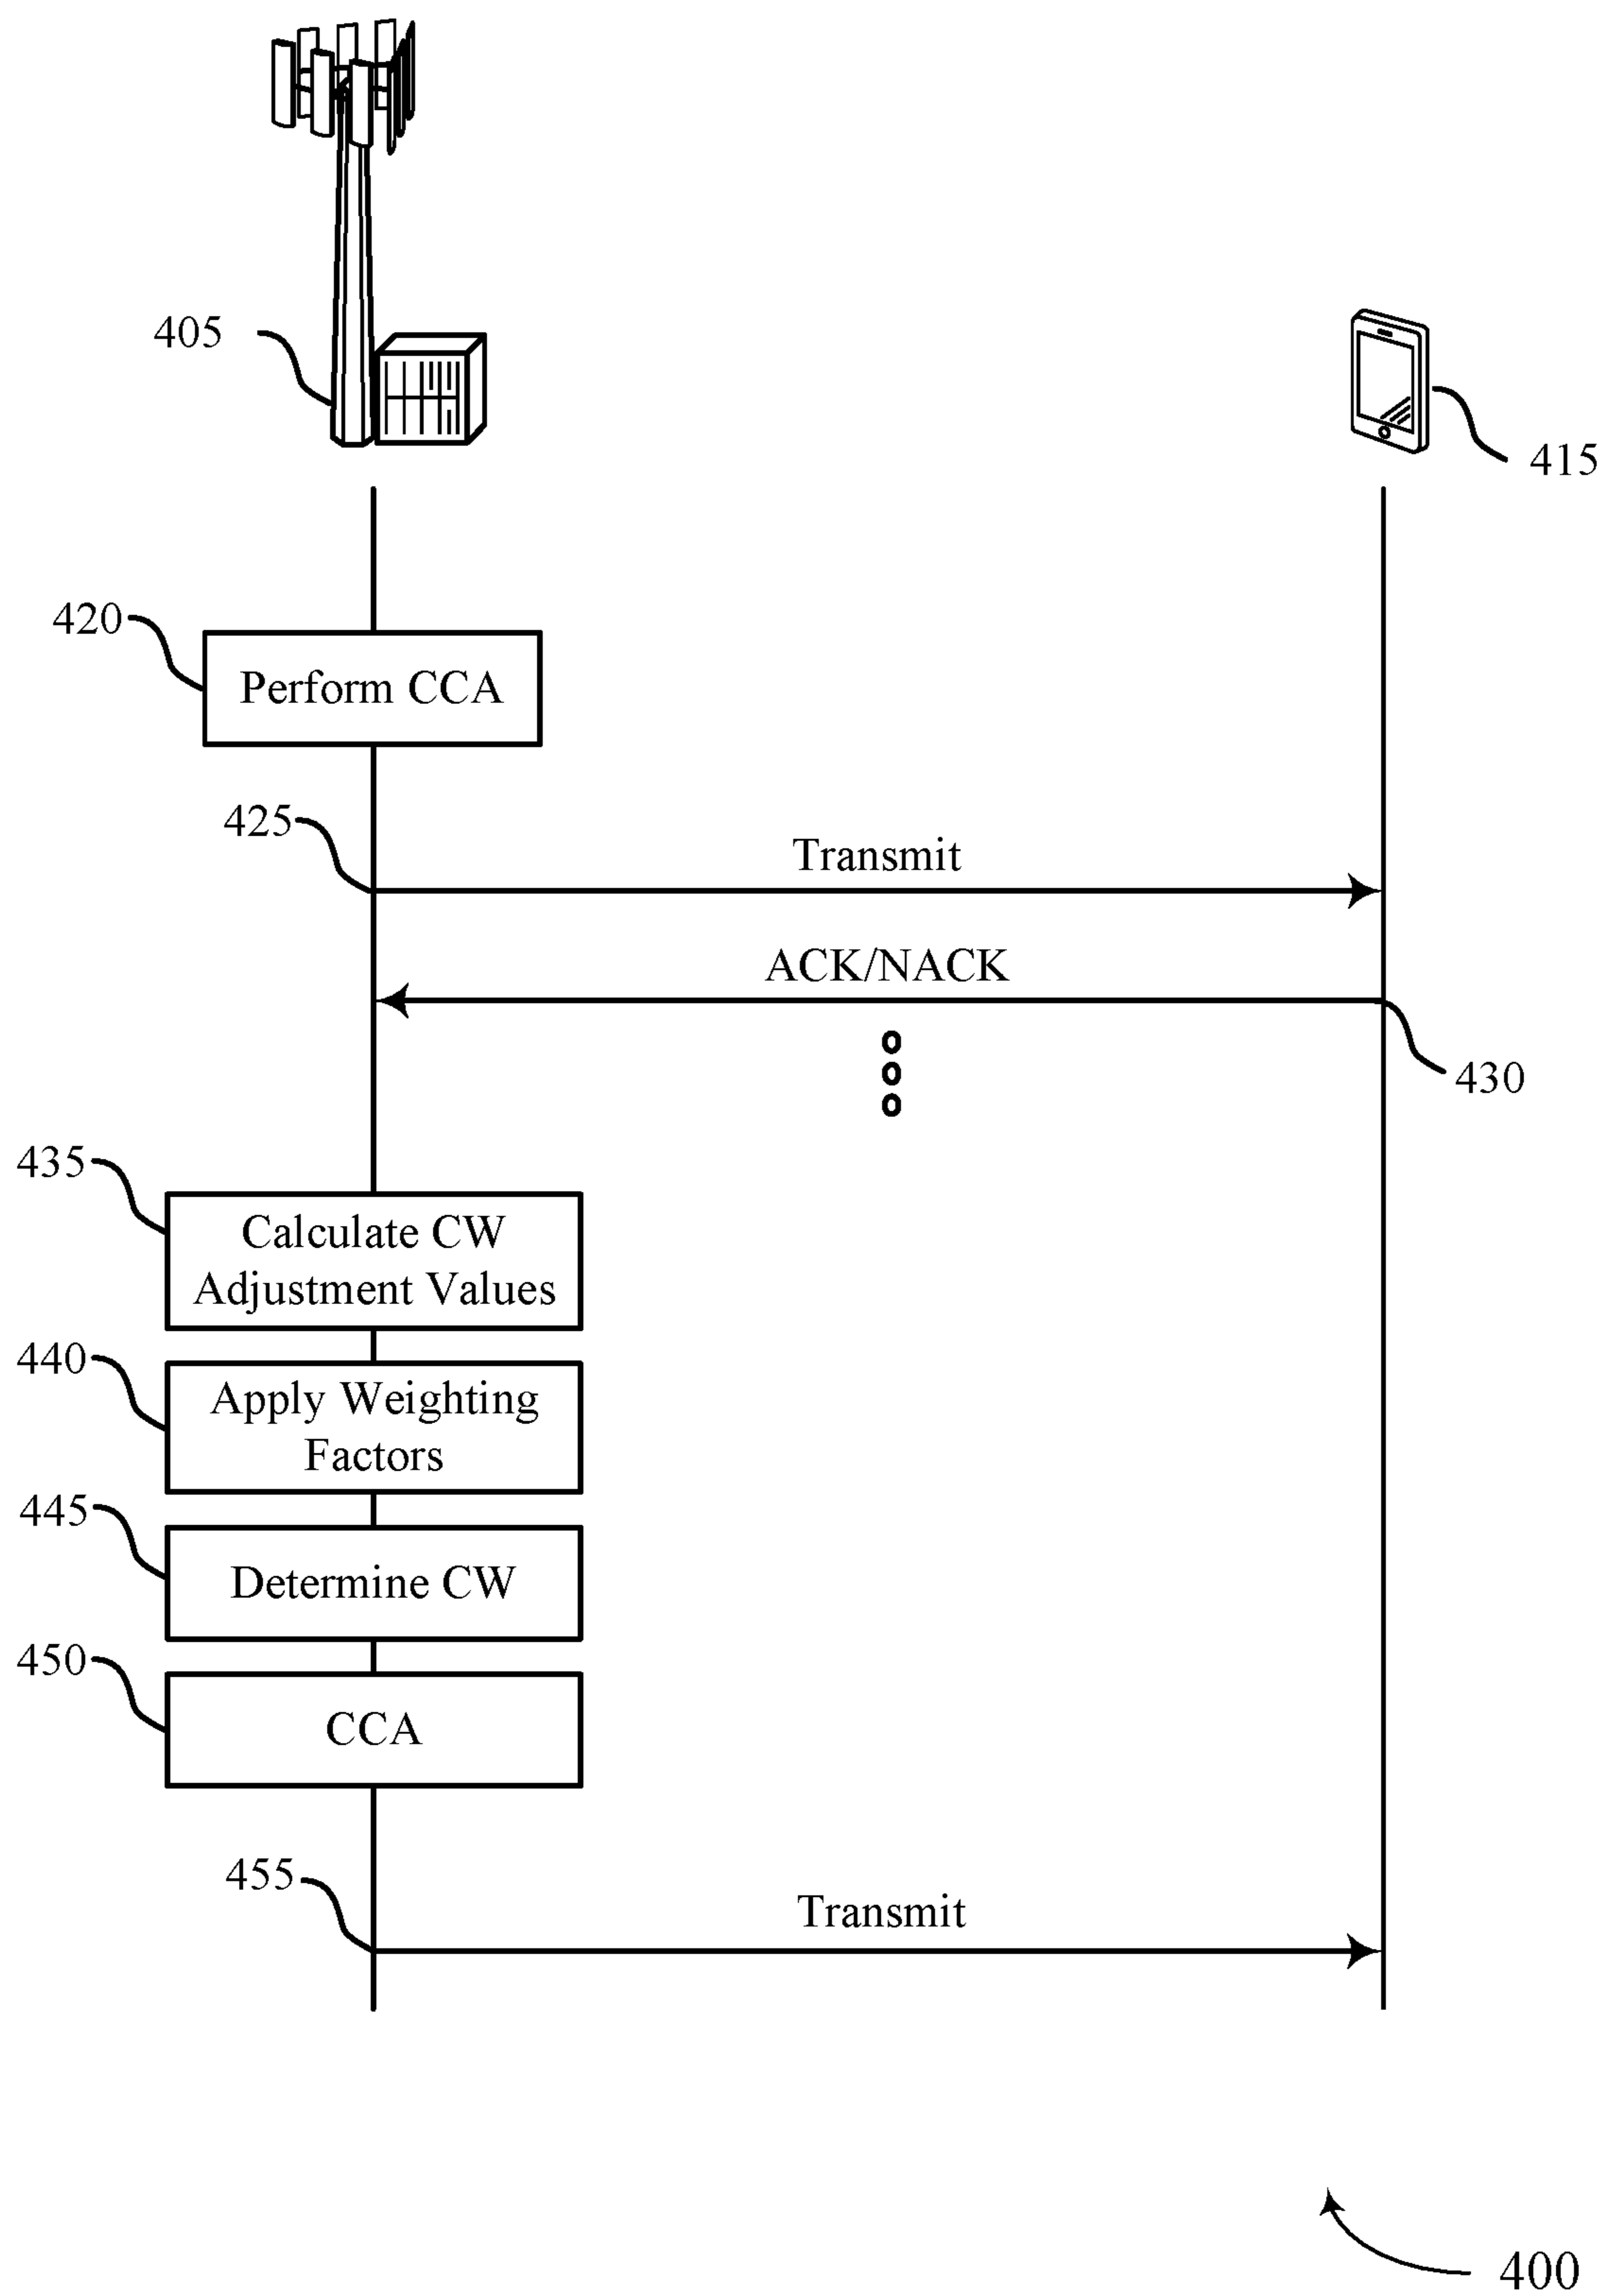 405
415
420
Perform CCA
425
Transmit
ACK/NACK
430
435
Calculate CW
Adjustment Values
440
Apply Weighting
Factors
445
Determine CW
450
CCA
455
Transmit
400